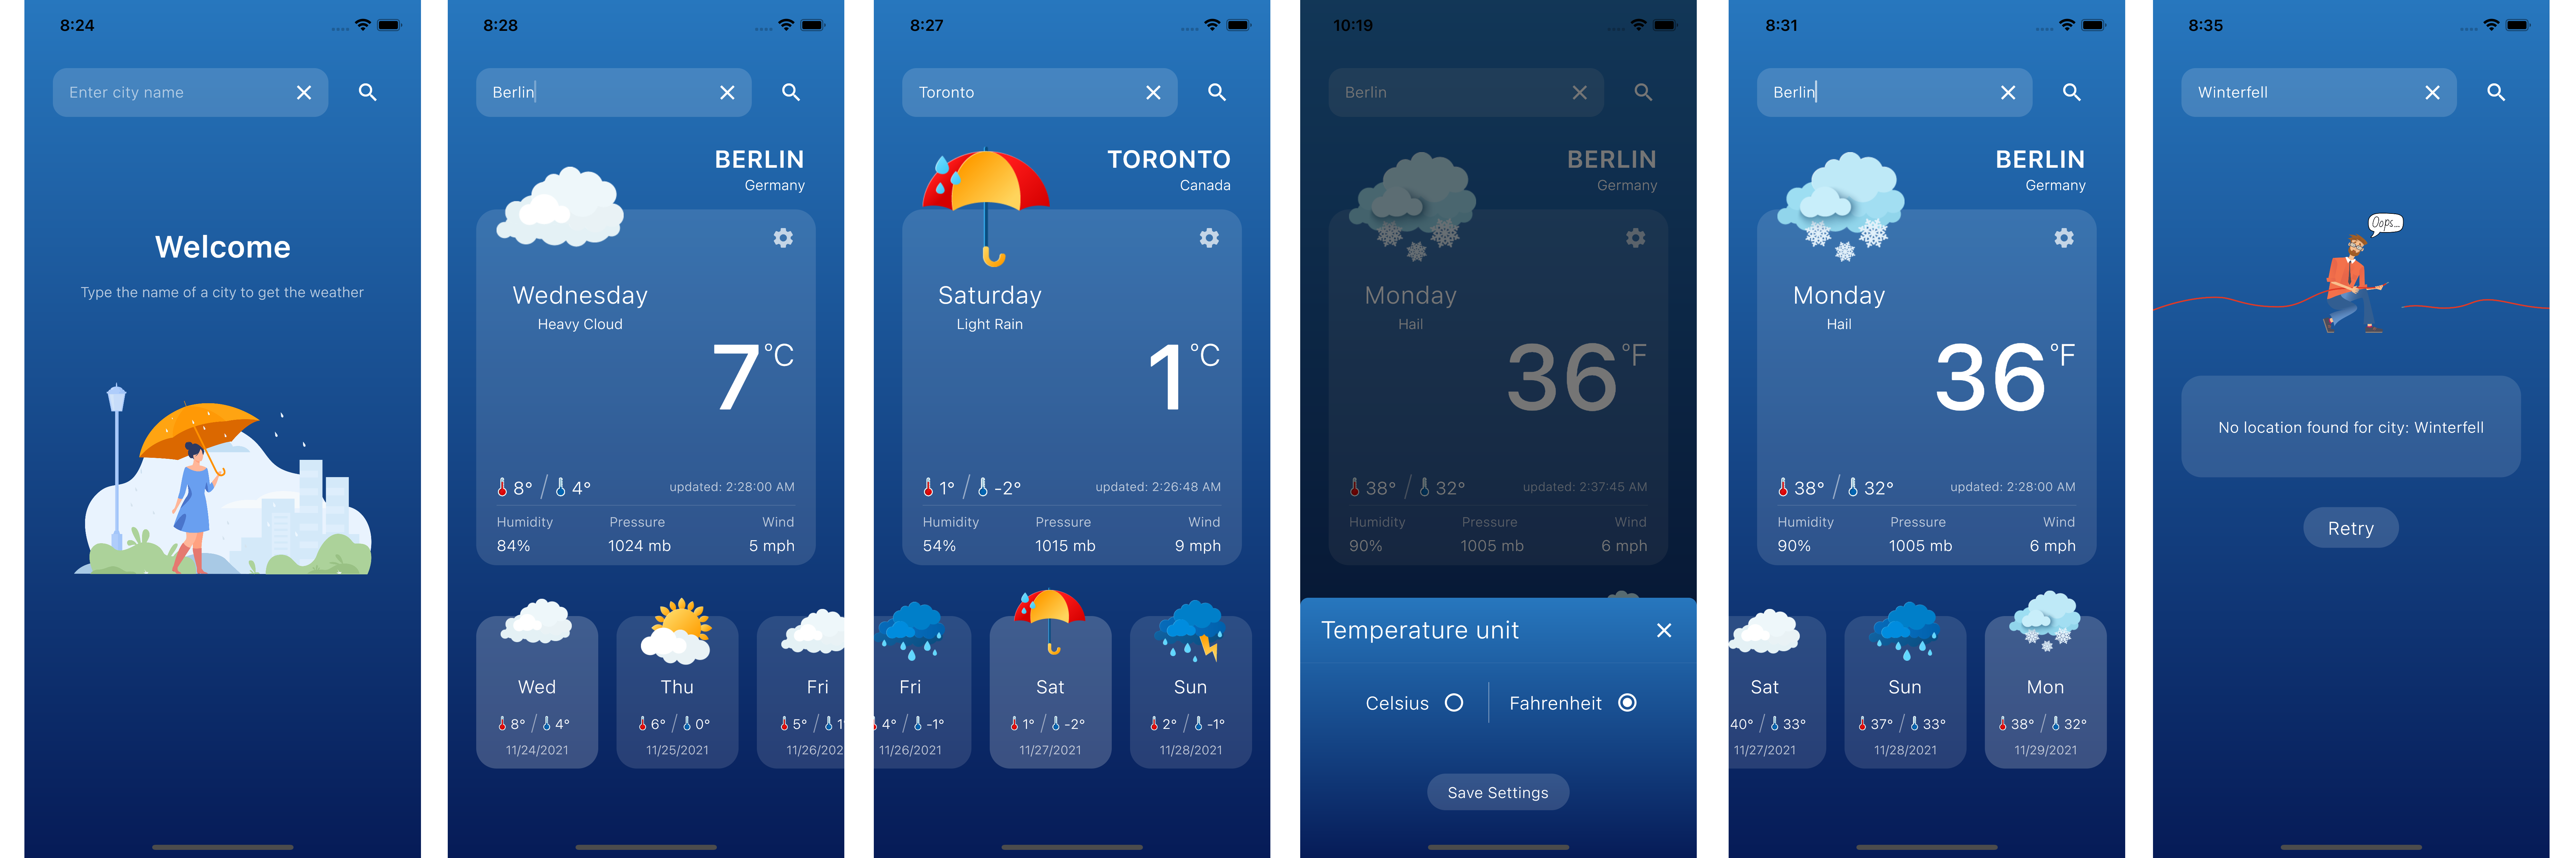 8:24
Enter city name
Welcome
Type the name of a city to get the weather
8:28
Berlin
BERLIN
Germany
Wednesday
Heavy Cloud
7°C
8° / 4° updated: 2:28:00 AM
Humidity Pressure Wind
84% 1024 mb 5 mph
Wed Thu Fri
8° / 4° 6° / 0° 5° / 1°
11/24/2021 11/25/2021 11/26/202
8:27
Toronto
TORONTO
Canada
Saturday
Light Rain
1°C
1° / -2° updated: 2:26:48 AM
Humidity Pressure Wind
54% 1015 mb 9 mph
Fri Sat Sun
4° / -1° 1° / -2° 2° / -1°
11/26/2021 11/27/2021 11/28/2021
10:19
Berlin
BERLIN
Germany
Monday
Hail
36°F
38° / 32° updated: 2:37:45 AM
Humidity Pressure Wind
90% 1005 mb 6 mph
Temperature unit
Celsius Fahrenheit
Save Settings
8:31
Berlin
BERLIN
Germany
Monday
Hail
36°F
38° / 32° updated: 2:28:00 AM
Humidity Pressure Wind
90% 1005 mb 6 mph
Sat Sun Mon
40° / 33° 37° / 33° 38° / 32°
11/27/2021 11/28/2021 11/29/2021
8:35
Winterfell
Oops...
No location found for city: Winterfell
Retry